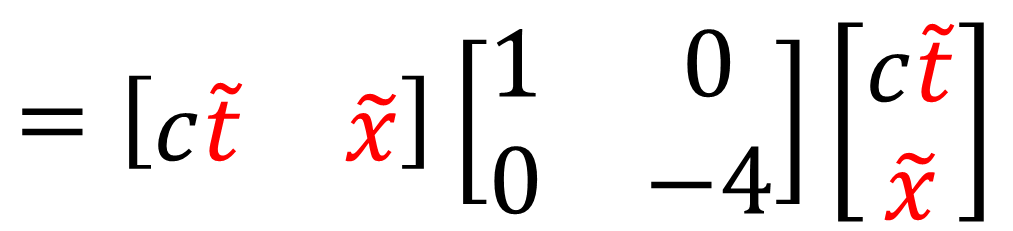 = [ct̃ x̃] [1 0 0 −4] [ct̃ x̃]